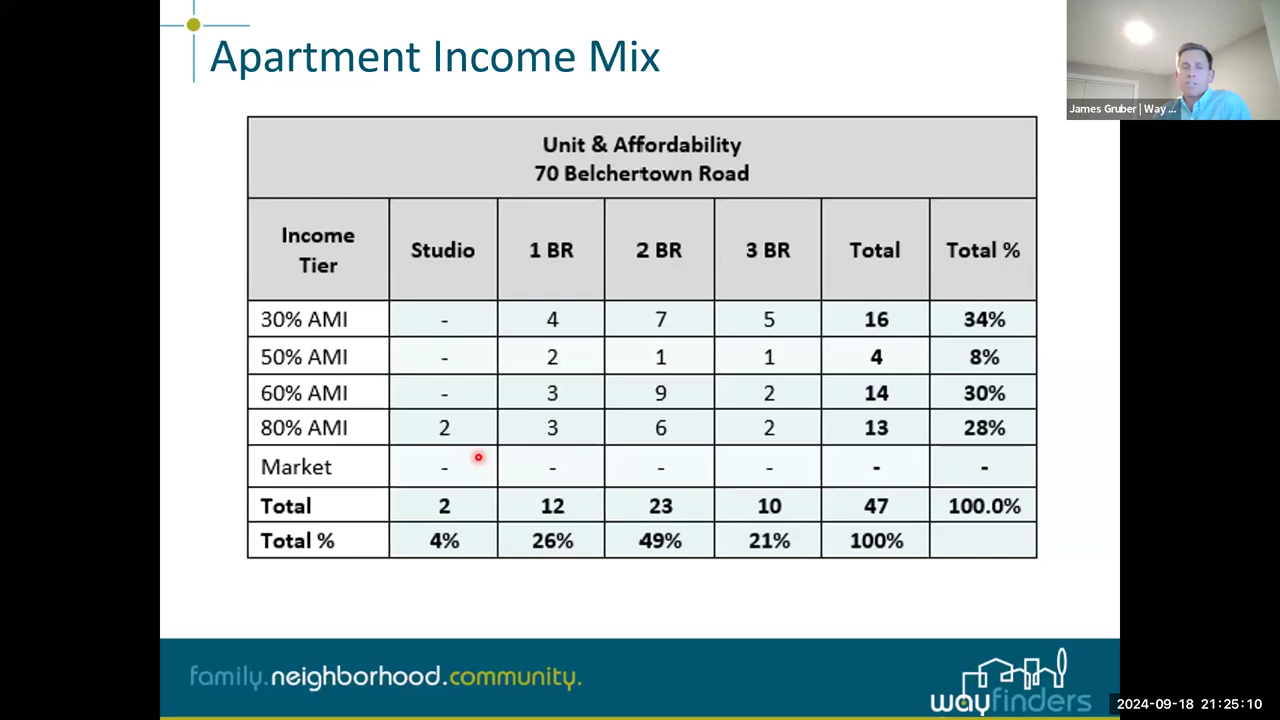 Apartment Income Mix
James Gruber | Way ...
Unit & Affordability
70 Belchertown Road
Income Tier Studio 1 BR 2 BR 3 BR Total Total %
30% AMI - 4 7 5 16 34%
50% AMI - 2 1 1 4 8%
60% AMI - 3 9 2 14 30%
80% AMI 2 3 6 2 13 28%
Market - - - - - -
Total 2 12 23 10 47 100.0%
Total % 4% 26% 49% 21% 100%
family.neighborhood.community.
wayfinders
2024-09-18 21:25:10